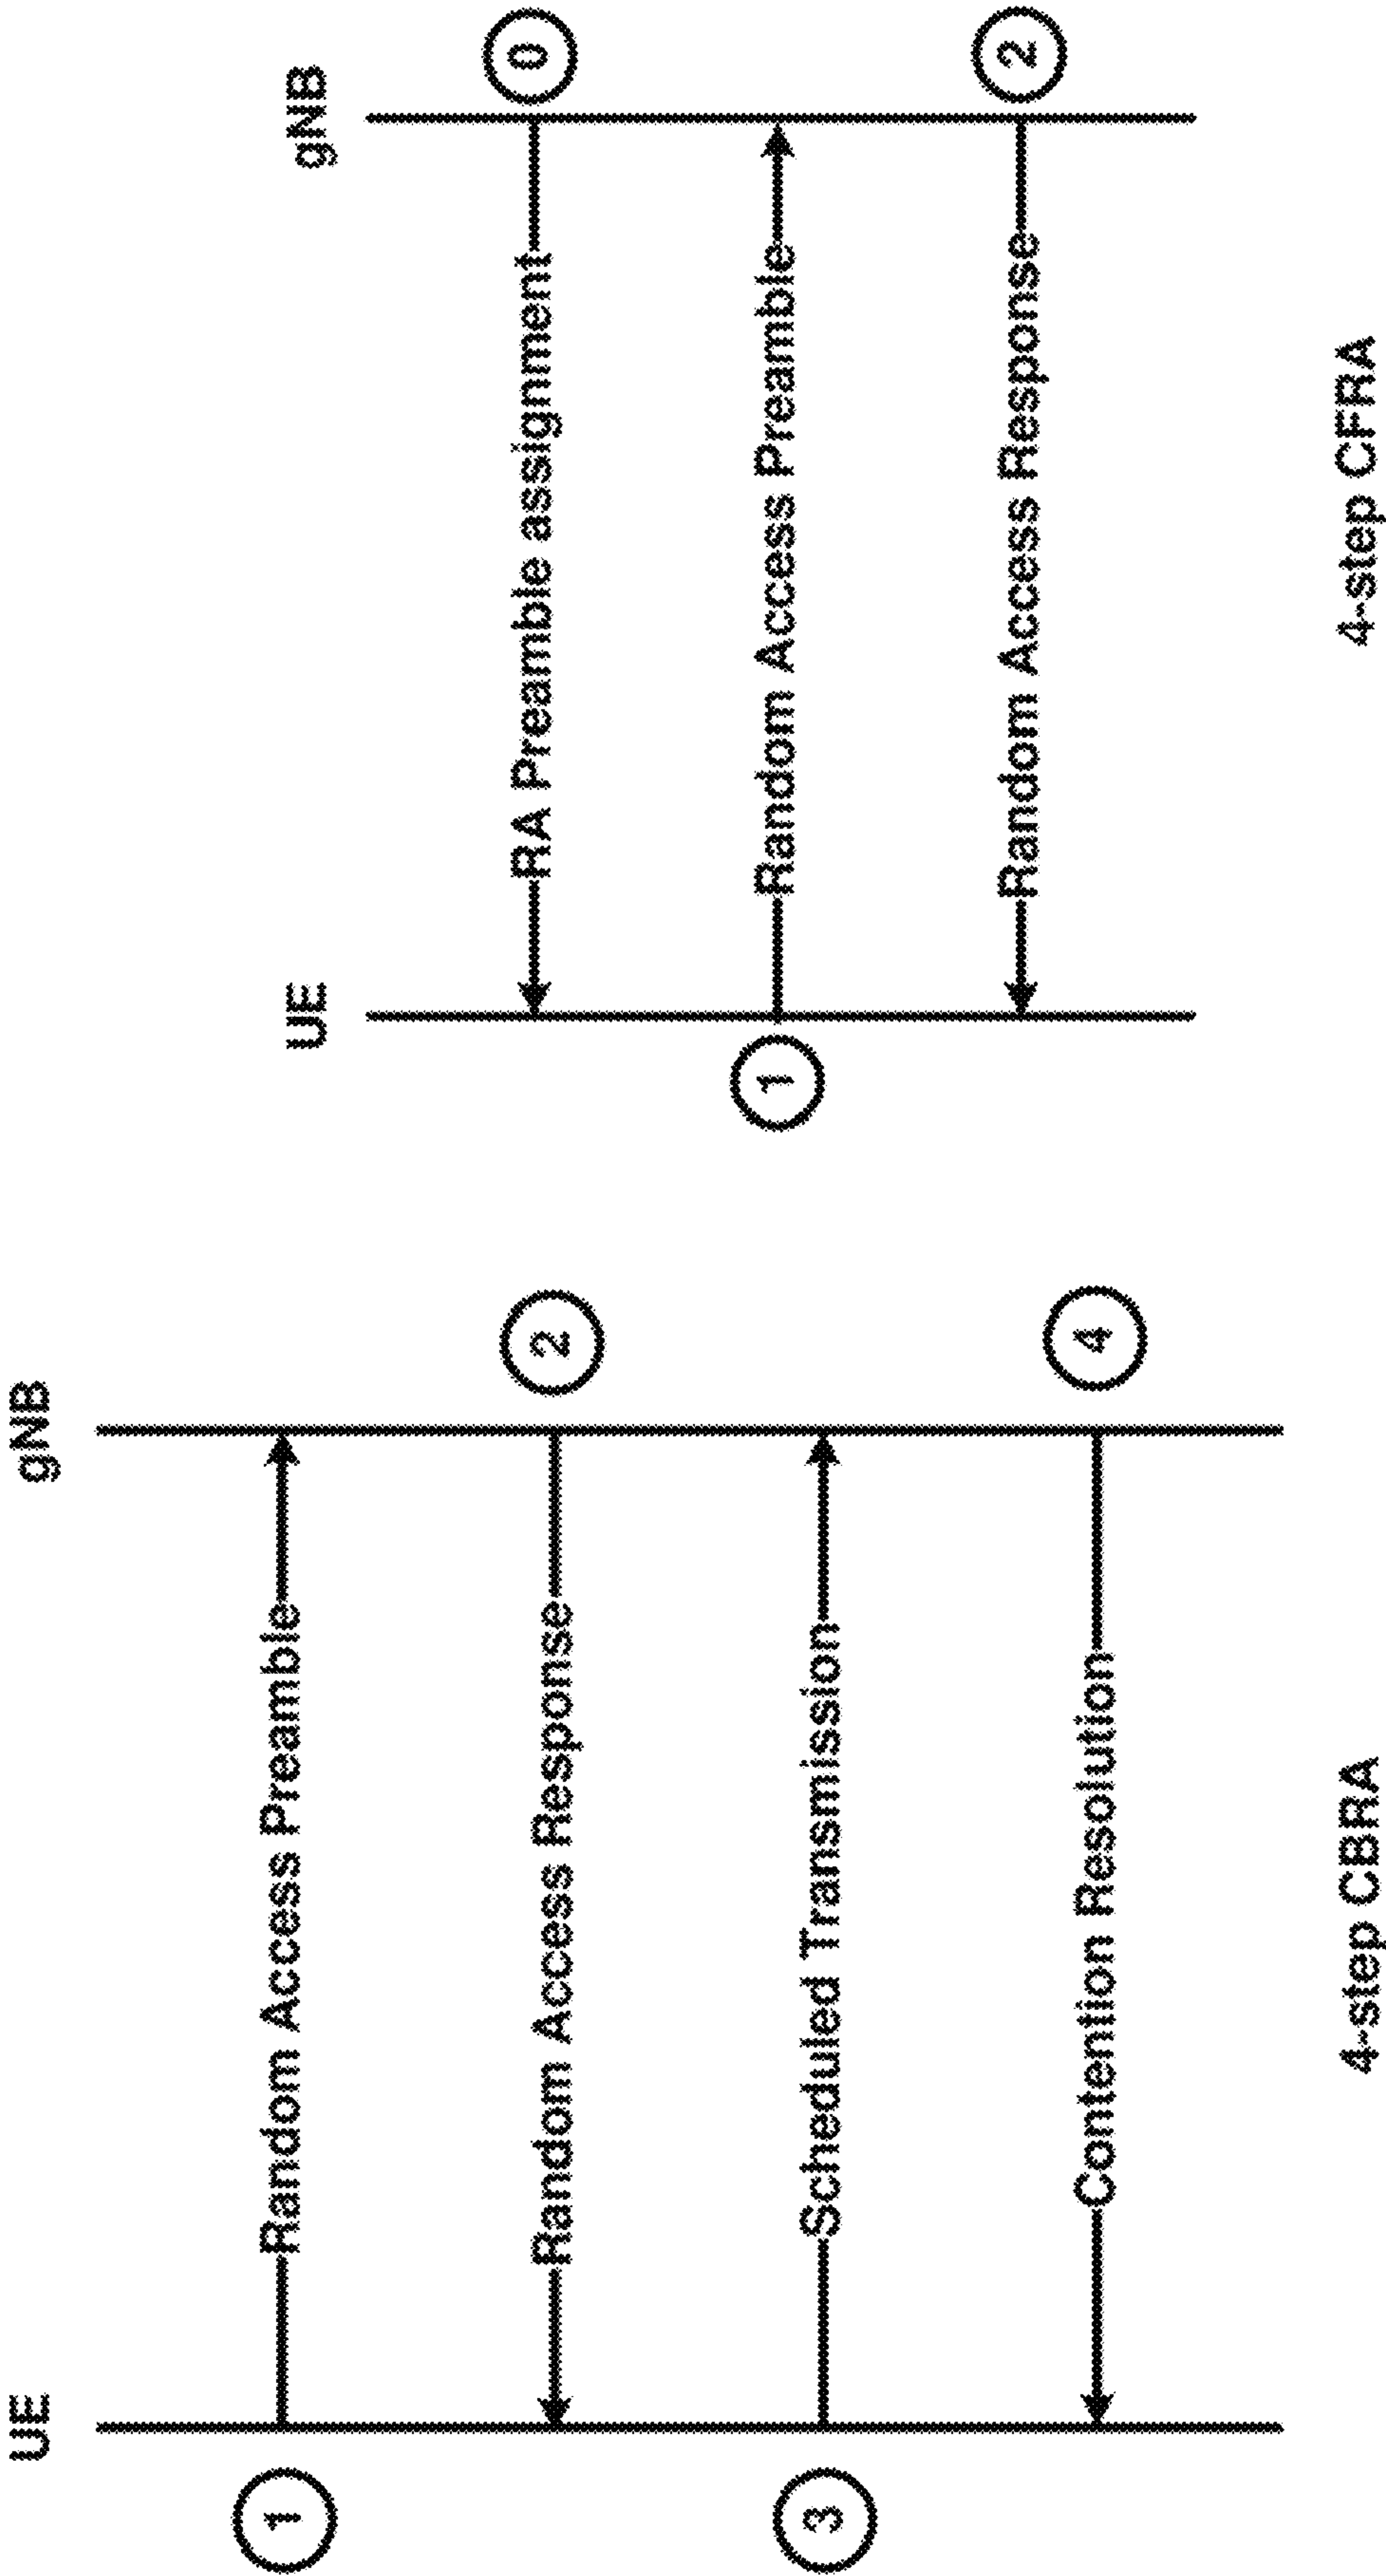 UE
gNB
1
Random Access Preamble
Random Access Response
2
3
Scheduled Transmission
Contention Resolution
4
4-step CBRA
UE
gNB
RA Preamble assignment
0
1
Random Access Preamble
Random Access Response
2
4-step CFRA